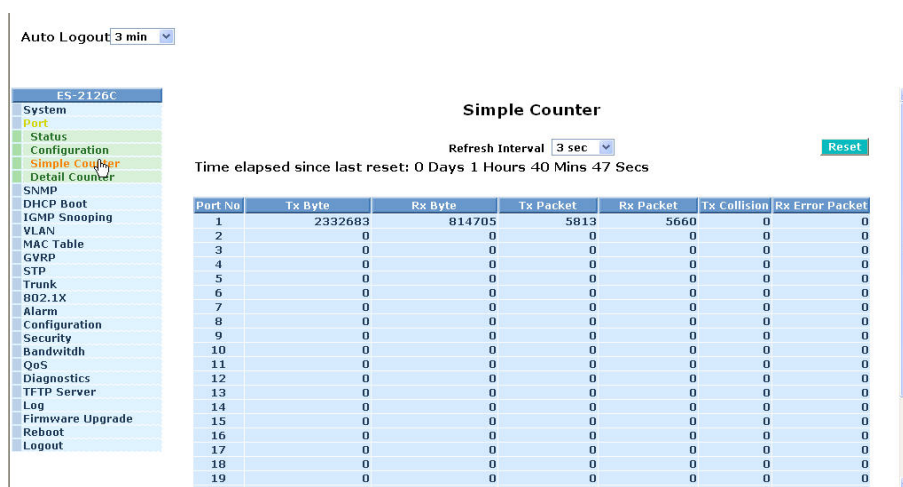 Auto Logout 3 min
ES-2126C
System
Port
Status
Configuration
Simple Counter
Detail Counter
SNMP
DHCP Boot
IGMP Snooping
VLAN
MAC Table
GVRP
STP
Trunk
802.1X
Alarm
Configuration
Security
Bandwitdh
QoS
Diagnostics
TFTP Server
Log
Firmware Upgrade
Reboot
Logout
Simple Counter
Refresh Interval 3 sec
Reset
Time elapsed since last reset: 0 Days 1 Hours 40 Mins 47 Secs
Port No Tx Byte Rx Byte Tx Packet Rx Packet Tx Collision Rx Error Packet
1 2332683 814705 5813 5660 0 0
2 0 0 0 0 0 0
3 0 0 0 0 0 0
4 0 0 0 0 0 0
5 0 0 0 0 0 0
6 0 0 0 0 0 0
7 0 0 0 0 0 0
8 0 0 0 0 0 0
9 0 0 0 0 0 0
10 0 0 0 0 0 0
11 0 0 0 0 0 0
12 0 0 0 0 0 0
13 0 0 0 0 0 0
14 0 0 0 0 0 0
15 0 0 0 0 0 0
16 0 0 0 0 0 0
17 0 0 0 0 0 0
18 0 0 0 0 0 0
19 0 0 0 0 0 0